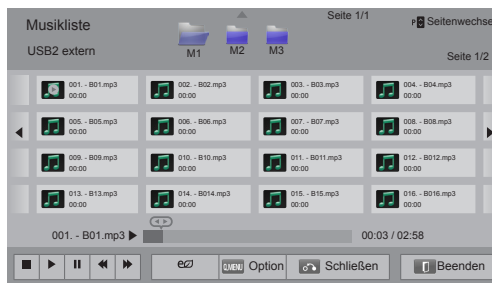 Musikliste
Seite 1/1
P Seitenwechse
USB2 extern
M1 M2 M3
Seite 1/2
001. - B01.mp3 00:00
002. - B02.mp3 00:00
003. - B03.mp3 00:00
004. - B04.mp3 00:00
005. - B05.mp3 00:00
006. - B06.mp3 00:00
007. - B07.mp3 00:00
008. - B08.mp3 00:00
009. - B09.mp3 00:00
010. - B10.mp3 00:00
011. - B011.mp3 00:00
012. - B012.mp3 00:00
013. - B13.mp3 00:00
014. - B014.mp3 00:00
015. - B15.mp3 00:00
016. - B016.mp3 00:00
001. - B01.mp3
00:03 / 02:58
Q.MENU Option
Schließen
Beenden